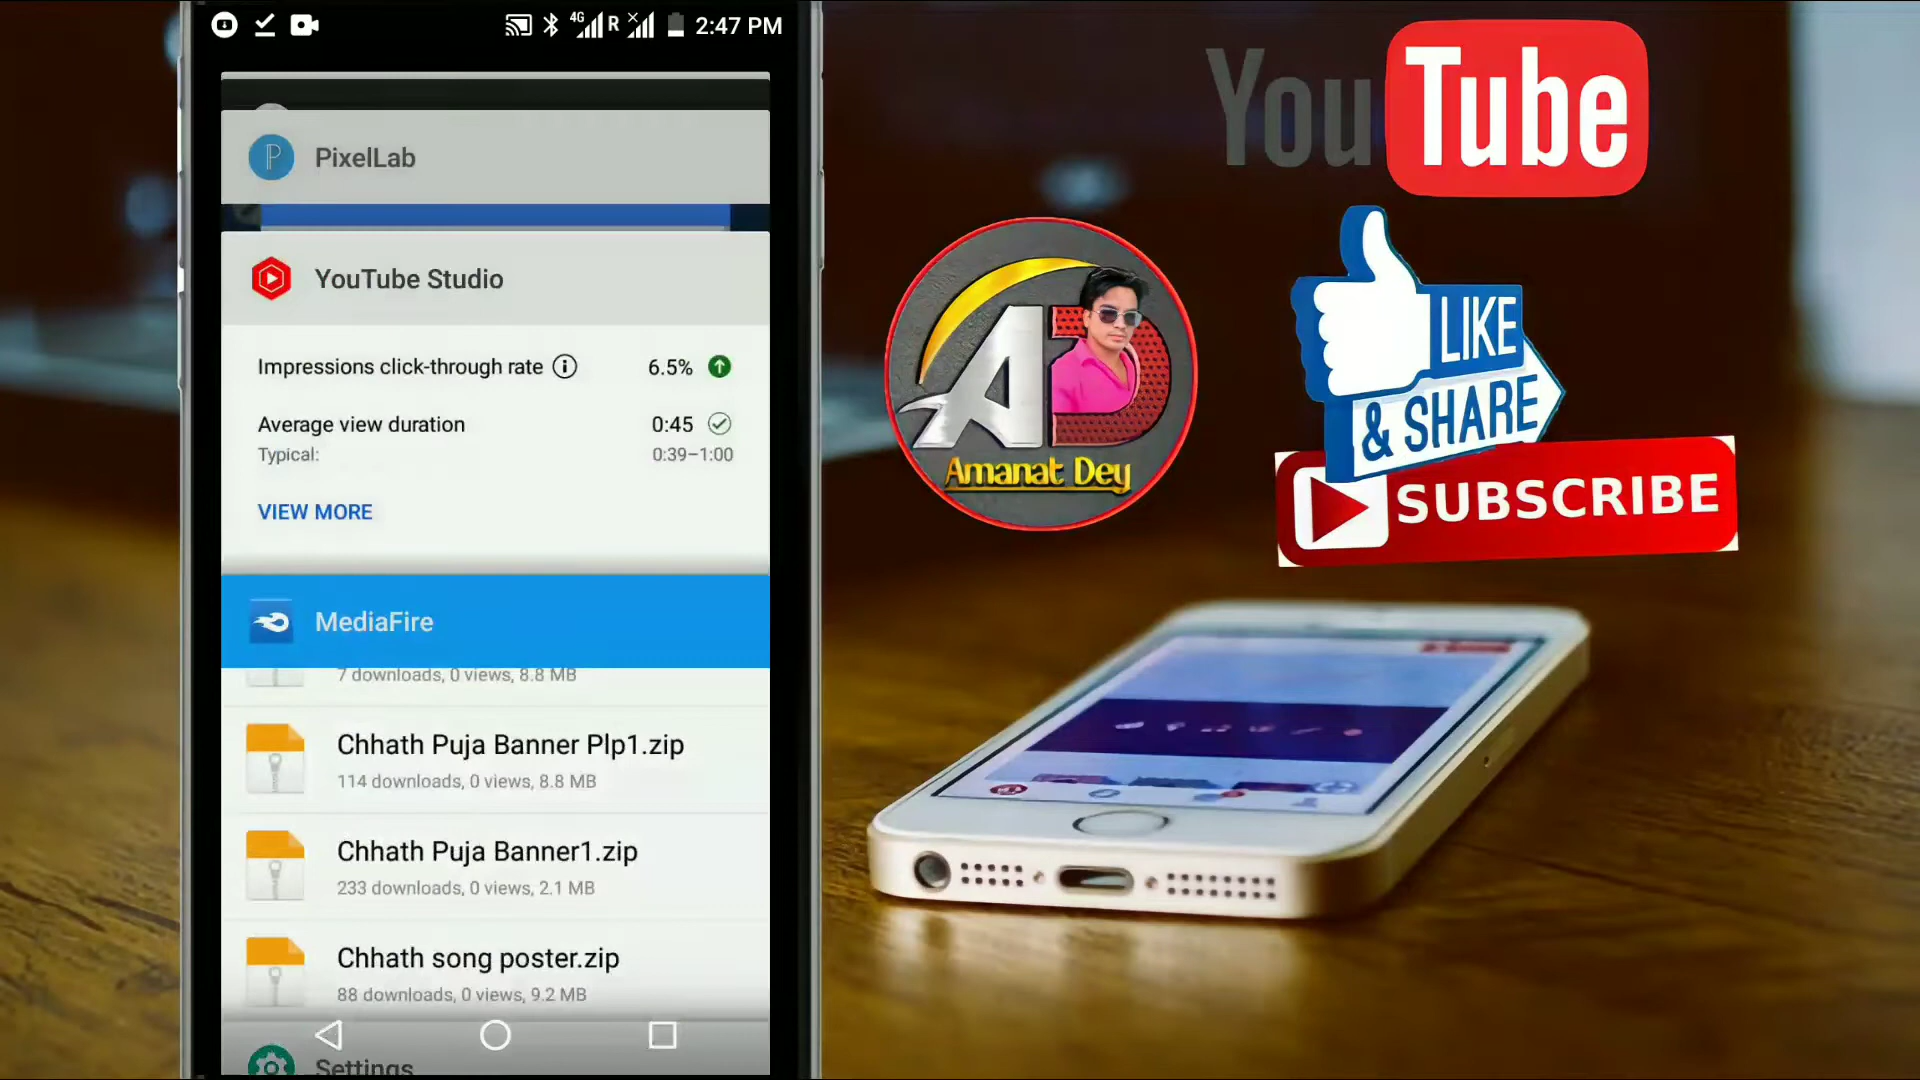 4G R 2:47 PM
PixelLab
YouTube Studio
Impressions click-through rate 6.5%
Average view duration 0:45
Typical: 0:39–1:00
VIEW MORE
MediaFire
7 downloads, 0 views, 8.8 MB
Chhath Puja Banner Plp1.zip
114 downloads, 0 views, 8.8 MB
Chhath Puja Banner1.zip
233 downloads, 0 views, 2.1 MB
Chhath song poster.zip
88 downloads, 0 views, 9.2 MB
Settings
YouTube
AD
Amanat Dey
LIKE
& SHARE
SUBSCRIBE